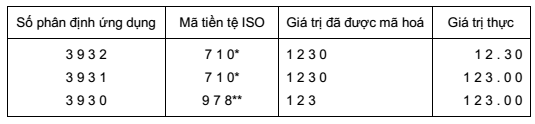 Số phân định ứng dụng Mã tiền tệ ISO Giá trị đã được mã hoá Giá trị thực
3 9 3 2 7 1 0* 1 2 3 0 1 2 . 3 0
3 9 3 1 7 1 0* 1 2 3 0 1 2 3 . 0 0
3 9 3 0 9 7 8** 1 2 3 1 2 3 . 0 0